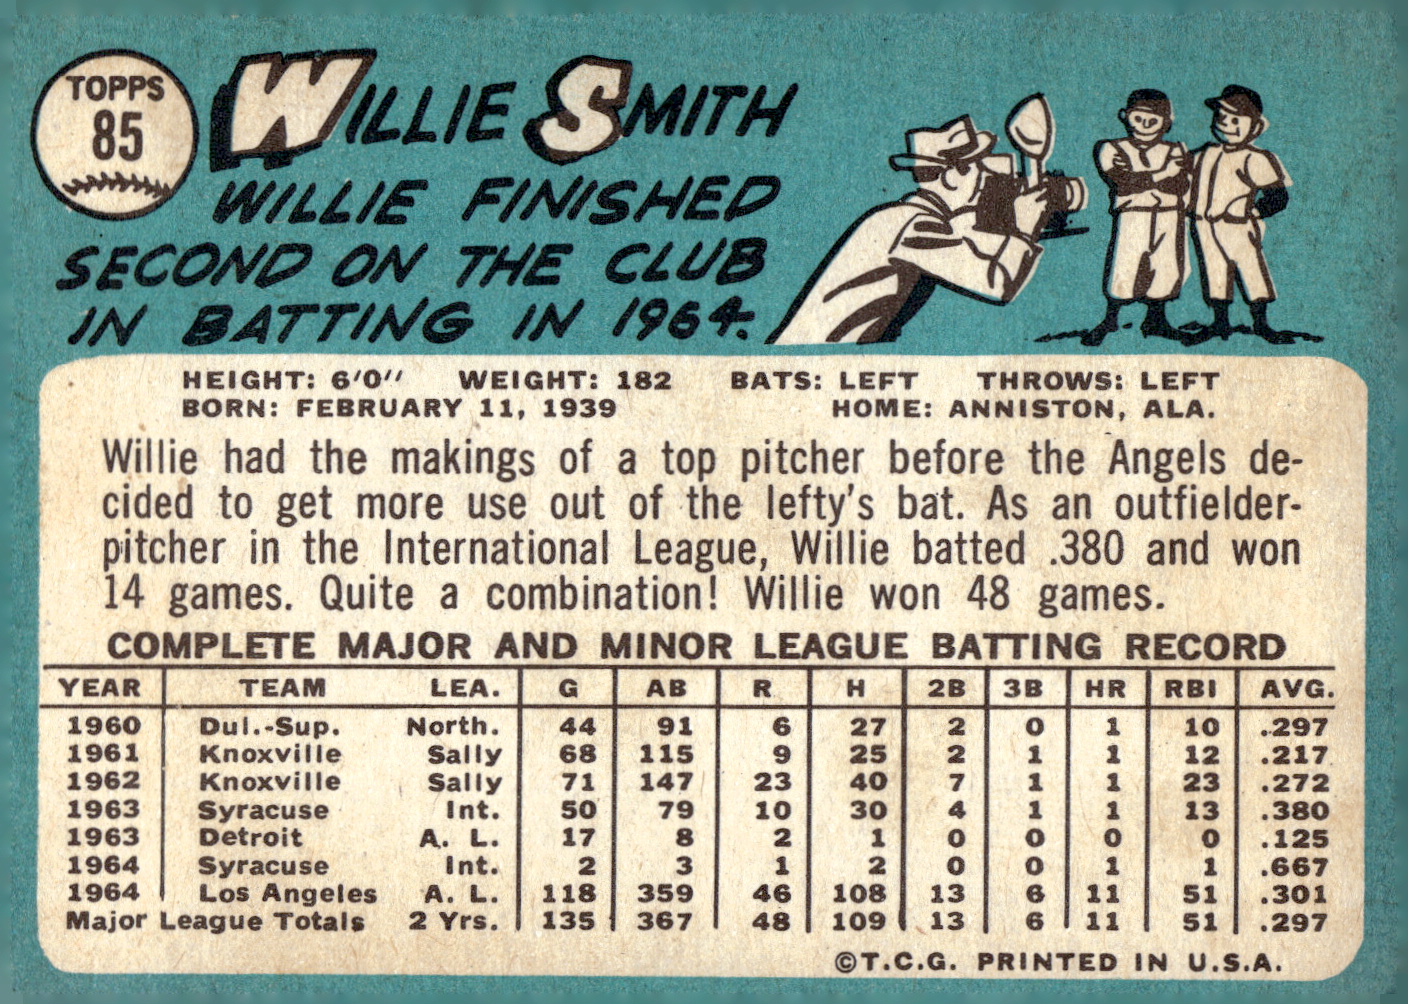 TOPPS
85
WILLIE SMITH
WILLIE FINISHED
SECOND ON THE CLUB
IN BATTING IN 1964.
HEIGHT: 6'0" WEIGHT: 182 BATS: LEFT THROWS: LEFT
BORN: FEBRUARY 11, 1939 HOME: ANNISTON, ALA.
Willie had the makings of a top pitcher before the Angels de-
cided to get more use out of the lefty's bat. As an outfielder-
pitcher in the International League, Willie batted .380 and won
14 games. Quite a combination! Willie won 48 games.
COMPLETE MAJOR AND MINOR LEAGUE BATTING RECORD
YEAR TEAM LEA. G AB R H 2B 3B HR RBI AVG.
1960 Dul.-Sup. North. 44 91 6 27 2 0 1 10 .297
1961 Knoxville Sally 68 115 9 25 2 1 1 12 .217
1962 Knoxville Sally 71 147 23 40 7 1 1 23 .272
1963 Syracuse Int. 50 79 10 30 4 1 1 13 .380
1963 Detroit A. L. 17 8 2 1 0 0 0 0 .125
1964 Syracuse Int. 2 3 1 2 0 0 1 1 .667
1964 Los Angeles A. L. 118 359 46 108 13 6 11 51 .301
Major League Totals 2 Yrs. 135 367 48 109 13 6 11 51 .297
©T.C.G. PRINTED IN U.S.A.